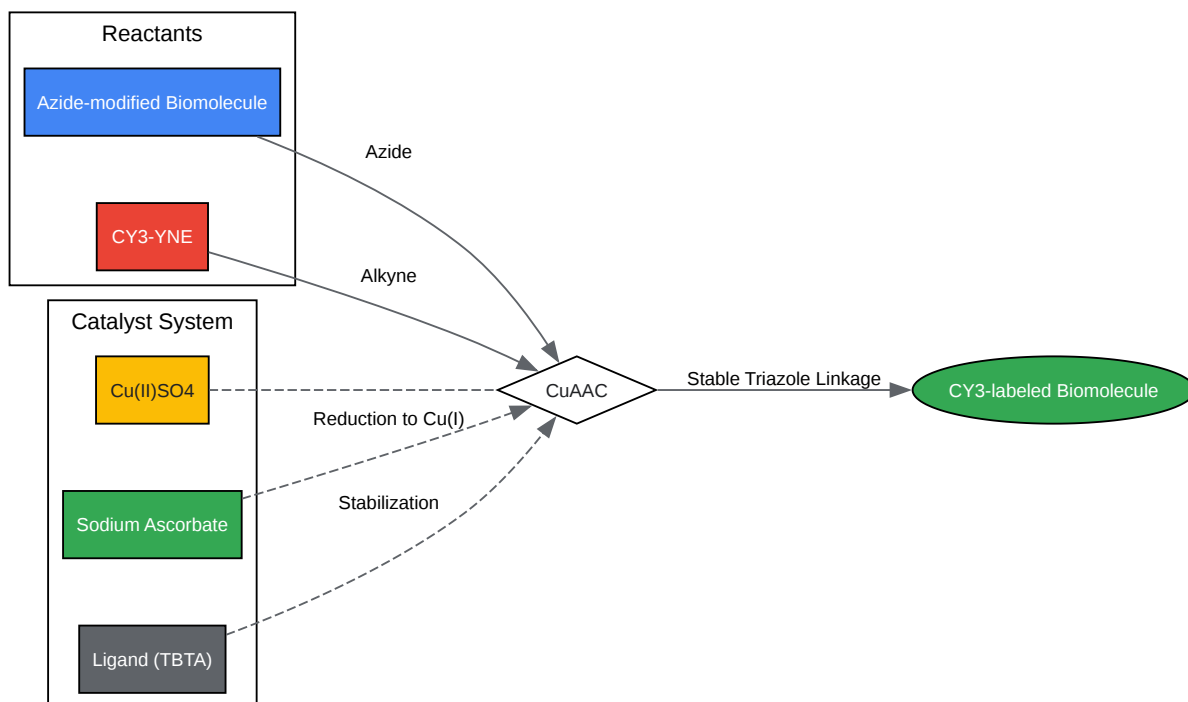 Reactants
Azide-modified Biomolecule
Azide
CY3-YNE
Alkyne
Catalyst System
Cu(II)SO4
CuAAC
Stable Triazole Linkage
CY3-labeled Biomolecule
Reduction to Cu(I)
Sodium Ascorbate
Stabilization
Ligand (TBTA)